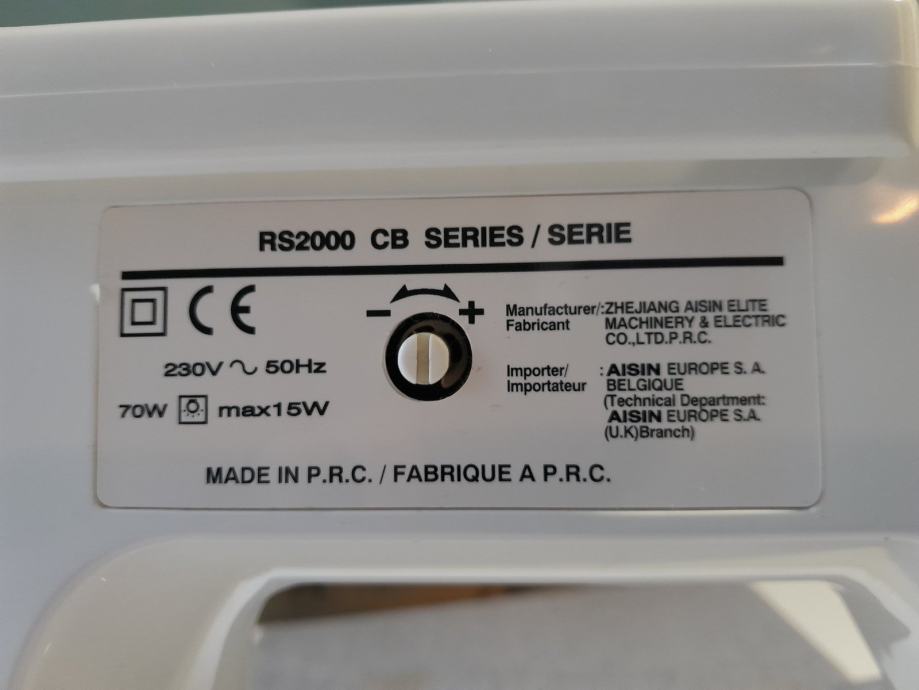 RS2000 CB SERIES / SERIE
CE
230V ~ 50Hz
70W max15W
- +
Manufacturer/:ZHEJIANG AISIN ELITE
Fabricant MACHINERY & ELECTRIC
CO.,LTD.P.R.C.
Importer/ : AISIN EUROPE S. A.
Importateur BELGIQUE
(Technical Department:
AISIN EUROPE S.A.
(U.K)Branch)
MADE IN P.R.C. / FABRIQUE A P.R.C.